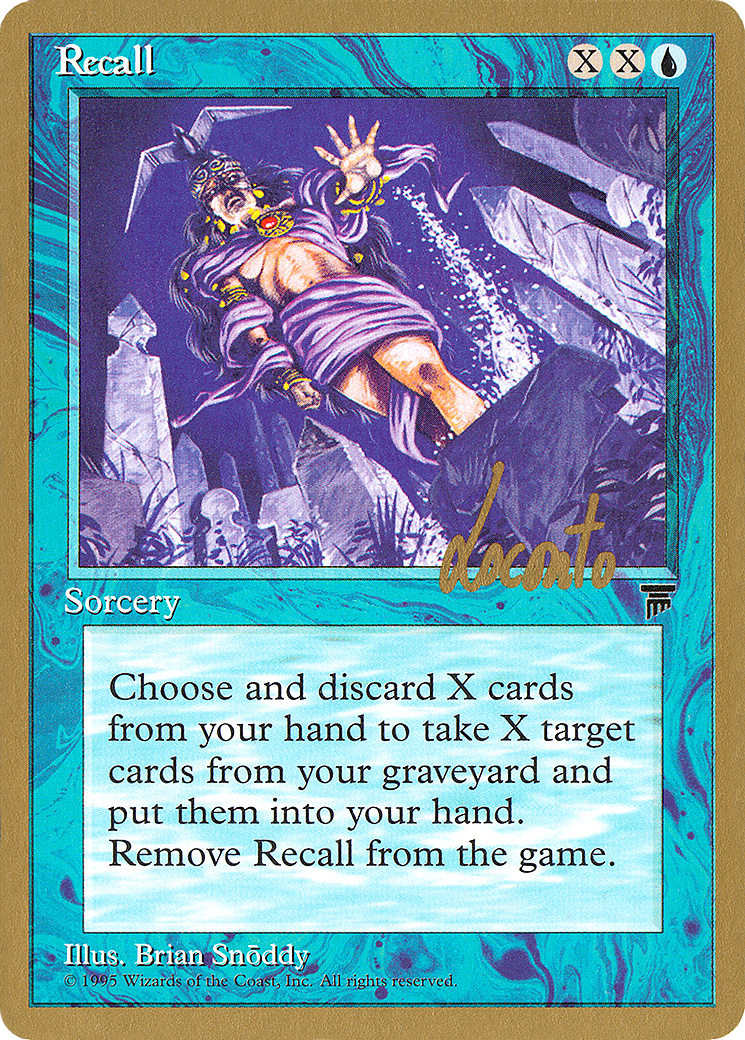 Recall X X
Loconto
Sorcery
Choose and discard X cards
from your hand to take X target
cards from your graveyard and
put them into your hand.
Remove Recall from the game.
Illus. Brian Snōddy
© 1995 Wizards of the Coast, Inc. All rights reserved.